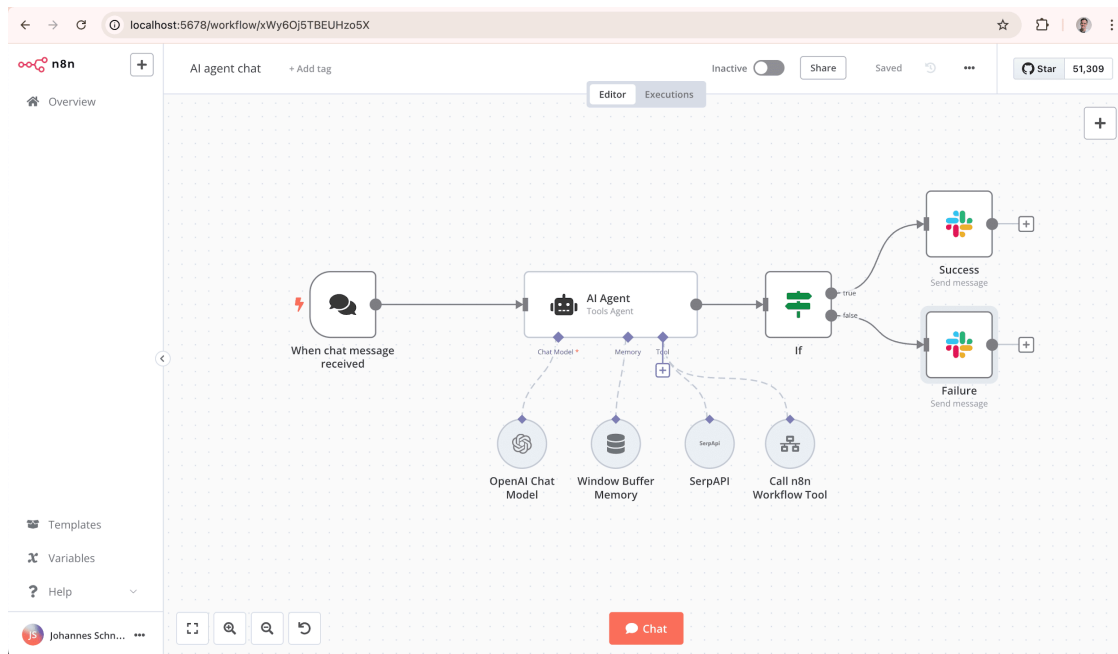 localhost:5678/workflow/xWy6Oj5TBEUHzo5X
n8n
AI agent chat
+ Add tag
Inactive
Share
Saved
Star
51,309
Overview
Editor
Executions
When chat message
received
AI Agent
Tools Agent
Chat Model *
Memory
Tool
If
true
false
Success
Send message
Failure
Send message
OpenAI Chat
Model
Window Buffer
Memory
SerpApi
SerpAPI
Call n8n
Workflow Tool
Templates
Variables
Help
JS
Johannes Schn...
Chat